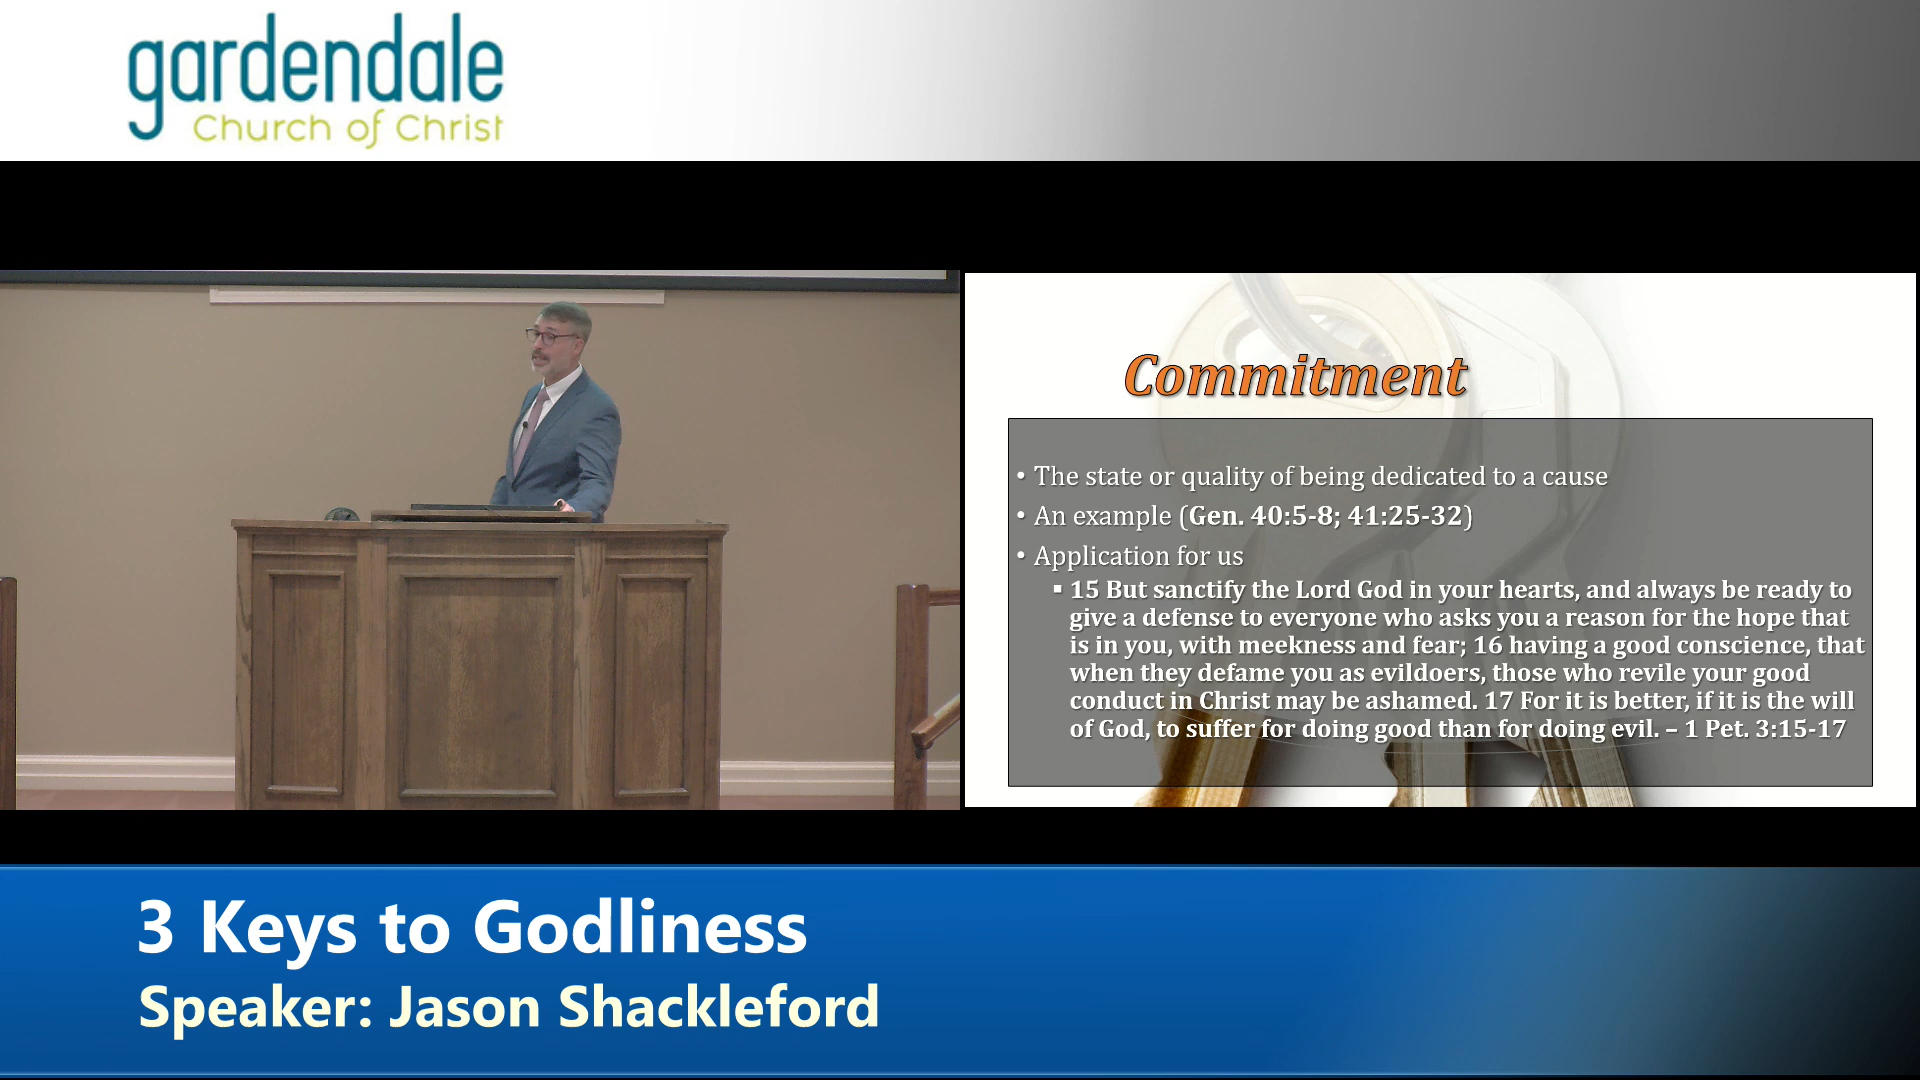 gardendale
Church of Christ
Commitment
• The state or quality of being dedicated to a cause
• An example (Gen. 40:5-8; 41:25-32)
• Application for us
▪ 15 But sanctify the Lord God in your hearts, and always be ready to
give a defense to everyone who asks you a reason for the hope that
is in you, with meekness and fear; 16 having a good conscience, that
when they defame you as evildoers, those who revile your good
conduct in Christ may be ashamed. 17 For it is better, if it is the will
of God, to suffer for doing good than for doing evil. – 1 Pet. 3:15-17
3 Keys to Godliness
Speaker: Jason Shackleford